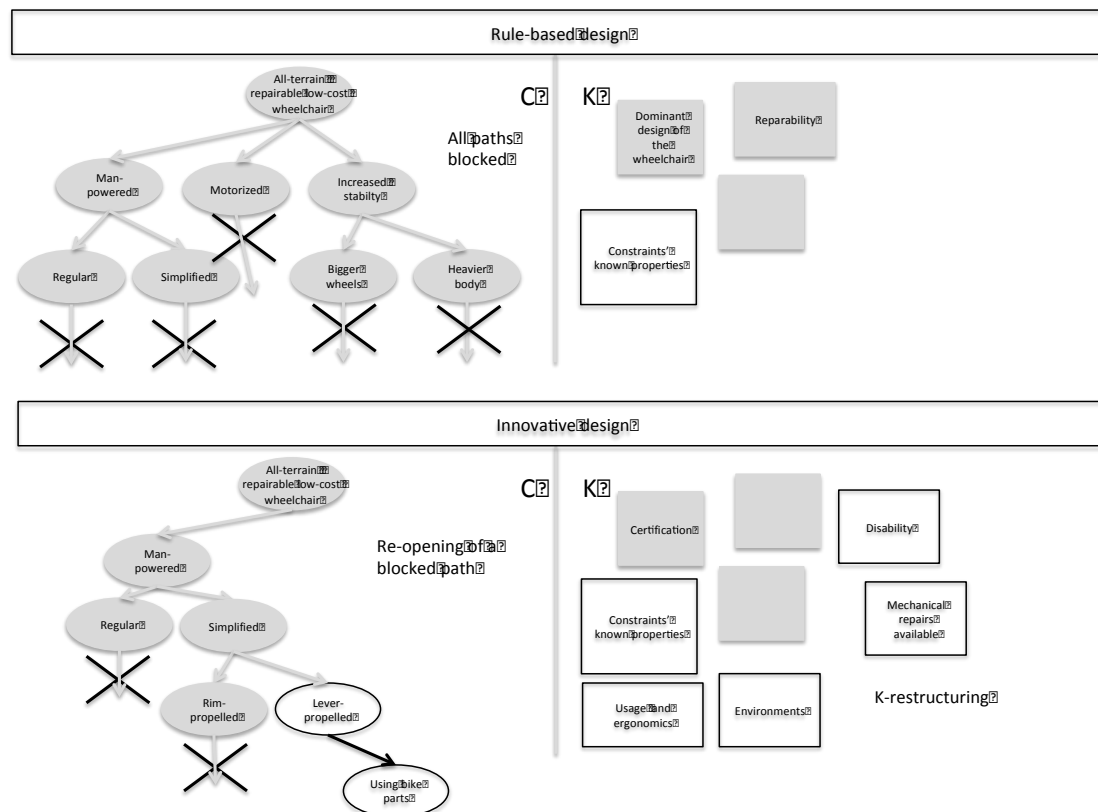 Rule-based design
All-terrain
repairable low-cost
wheelchair
C
K
All paths
blocked
Dominant
design of
the
wheelchair
Reparability
Man-
powered
Motorized
Increased
stabilty
Constraints'
known properties
Regular
Simplified
Bigger
wheels
Heavier
body
Innovative design
All-terrain
repairable low-cost
wheelchair
C
K
Re-opening of a
blocked path
Certification
Disability
Man-
powered
Regular
Simplified
Constraints'
known properties
Mechanical
repairs
available
Rim-
propelled
Lever-
propelled
Usage and
ergonomics
Environments
K-restructuring
Using bike
parts